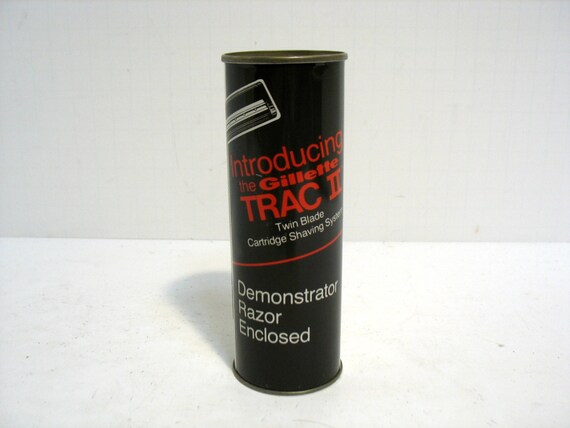 Introducing
the Gillette
TRAC II
Twin Blade
Cartridge Shaving System
Demonstrator
Razor
Enclosed